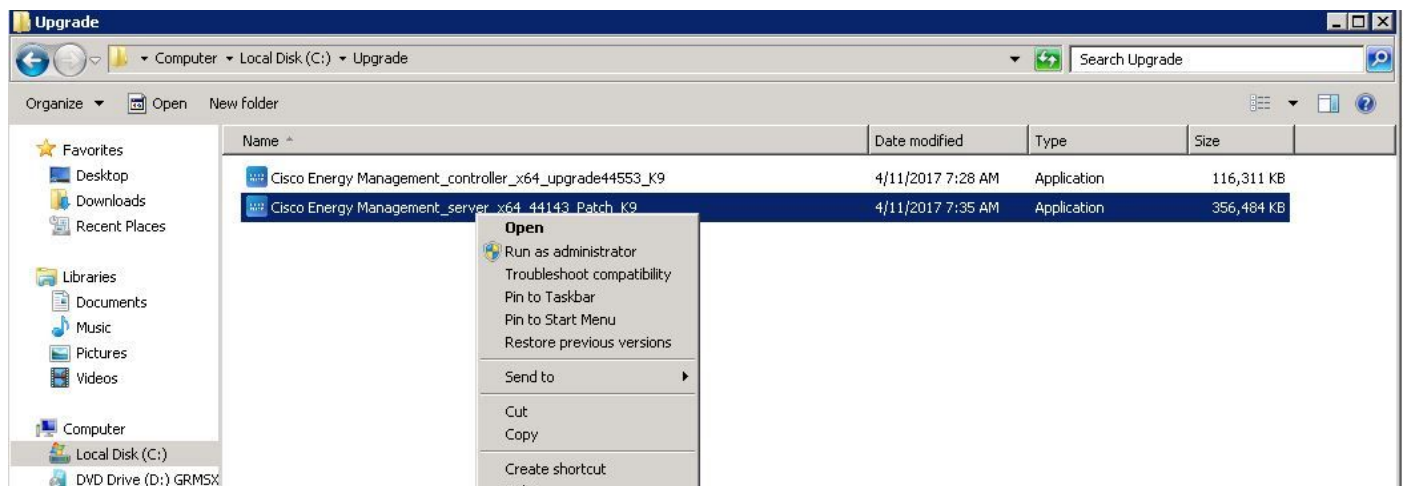 Upgrade
Computer Local Disk (C:) Upgrade Search Upgrade
Organize Open New folder
Name Date modified Type Size
Favorites
Desktop
Downloads
Recent Places
Libraries
Documents
Music
Pictures
Videos
Computer
Local Disk (C:)
DVD Drive (D:) GRMSX
Cisco Energy Management_controller_x64_upgrade44553_K9 4/11/2017 7:28 AM Application 116,311 KB
Cisco Energy Management_server_x64_44143_Patch_K9 4/11/2017 7:35 AM Application 356,484 KB
Open
Run as administrator
Troubleshoot compatibility
Pin to Taskbar
Pin to Start Menu
Restore previous versions
Send to
Cut
Copy
Create shortcut